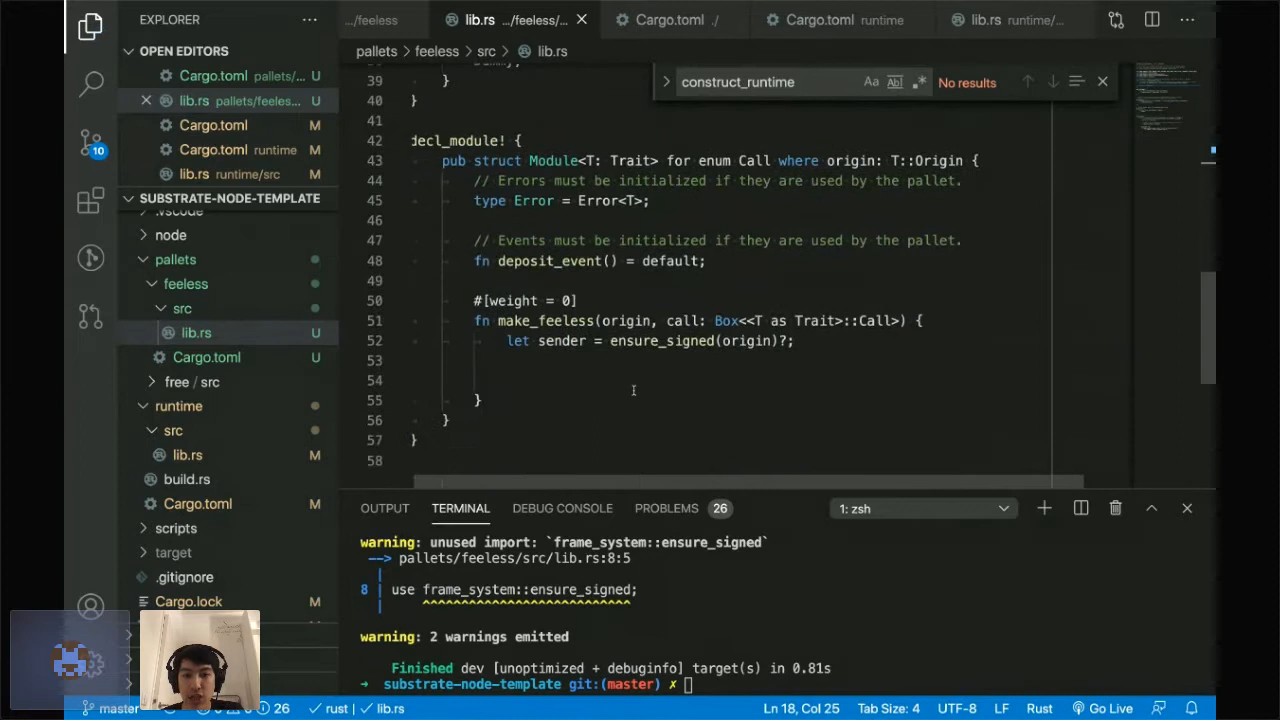 EXPLORER
.../feeless
lib.rs .../feeless/...
Cargo.toml ./
Cargo.toml runtime
lib.rs runtime/...
OPEN EDITORS
Cargo.toml pallets/... U
lib.rs pallets/feeles... U
Cargo.toml M
Cargo.toml runtime M
lib.rs runtime/src M
SUBSTRATE-NODE-TEMPLATE
.vscode
node
pallets
feeless
src
lib.rs U
Cargo.toml U
free / src
runtime
src
lib.rs M
build.rs
Cargo.toml M
scripts
target
.gitignore
Cargo.lock M
10
pallets > feeless > src > lib.rs
construct_runtime Aa Abl .* No results
39 }
40 }
41
42 decl_module! {
43 pub struct Module<T: Trait> for enum Call where origin: T::Origin {
44 // Errors must be initialized if they are used by the pallet.
45 type Error = Error<T>;
46
47 // Events must be initialized if they are used by the pallet.
48 fn deposit_event() = default;
49
50 #[weight = 0]
51 fn make_feeless(origin, call: Box<<T as Trait>::Call>) {
52 let sender = ensure_signed(origin)?;
53
54
55 }
56 }
57 }
58
OUTPUT TERMINAL DEBUG CONSOLE PROBLEMS 26 1: zsh
warning: unused import: `frame_system::ensure_signed`
--> pallets/feeless/src/lib.rs:8:5
|
8 | use frame_system::ensure_signed;
| ^^^^^^^^^^^^^^^^^^^^^^^^^^
warning: 2 warnings emitted
Finished dev [unoptimized + debuginfo] target(s) in 0.81s
→ substrate-node-template git:(master) ✗
master 26 ✓ rust | ✓ lib.rs Ln 18, Col 25 Tab Size: 4 UTF-8 LF Rust Go Live